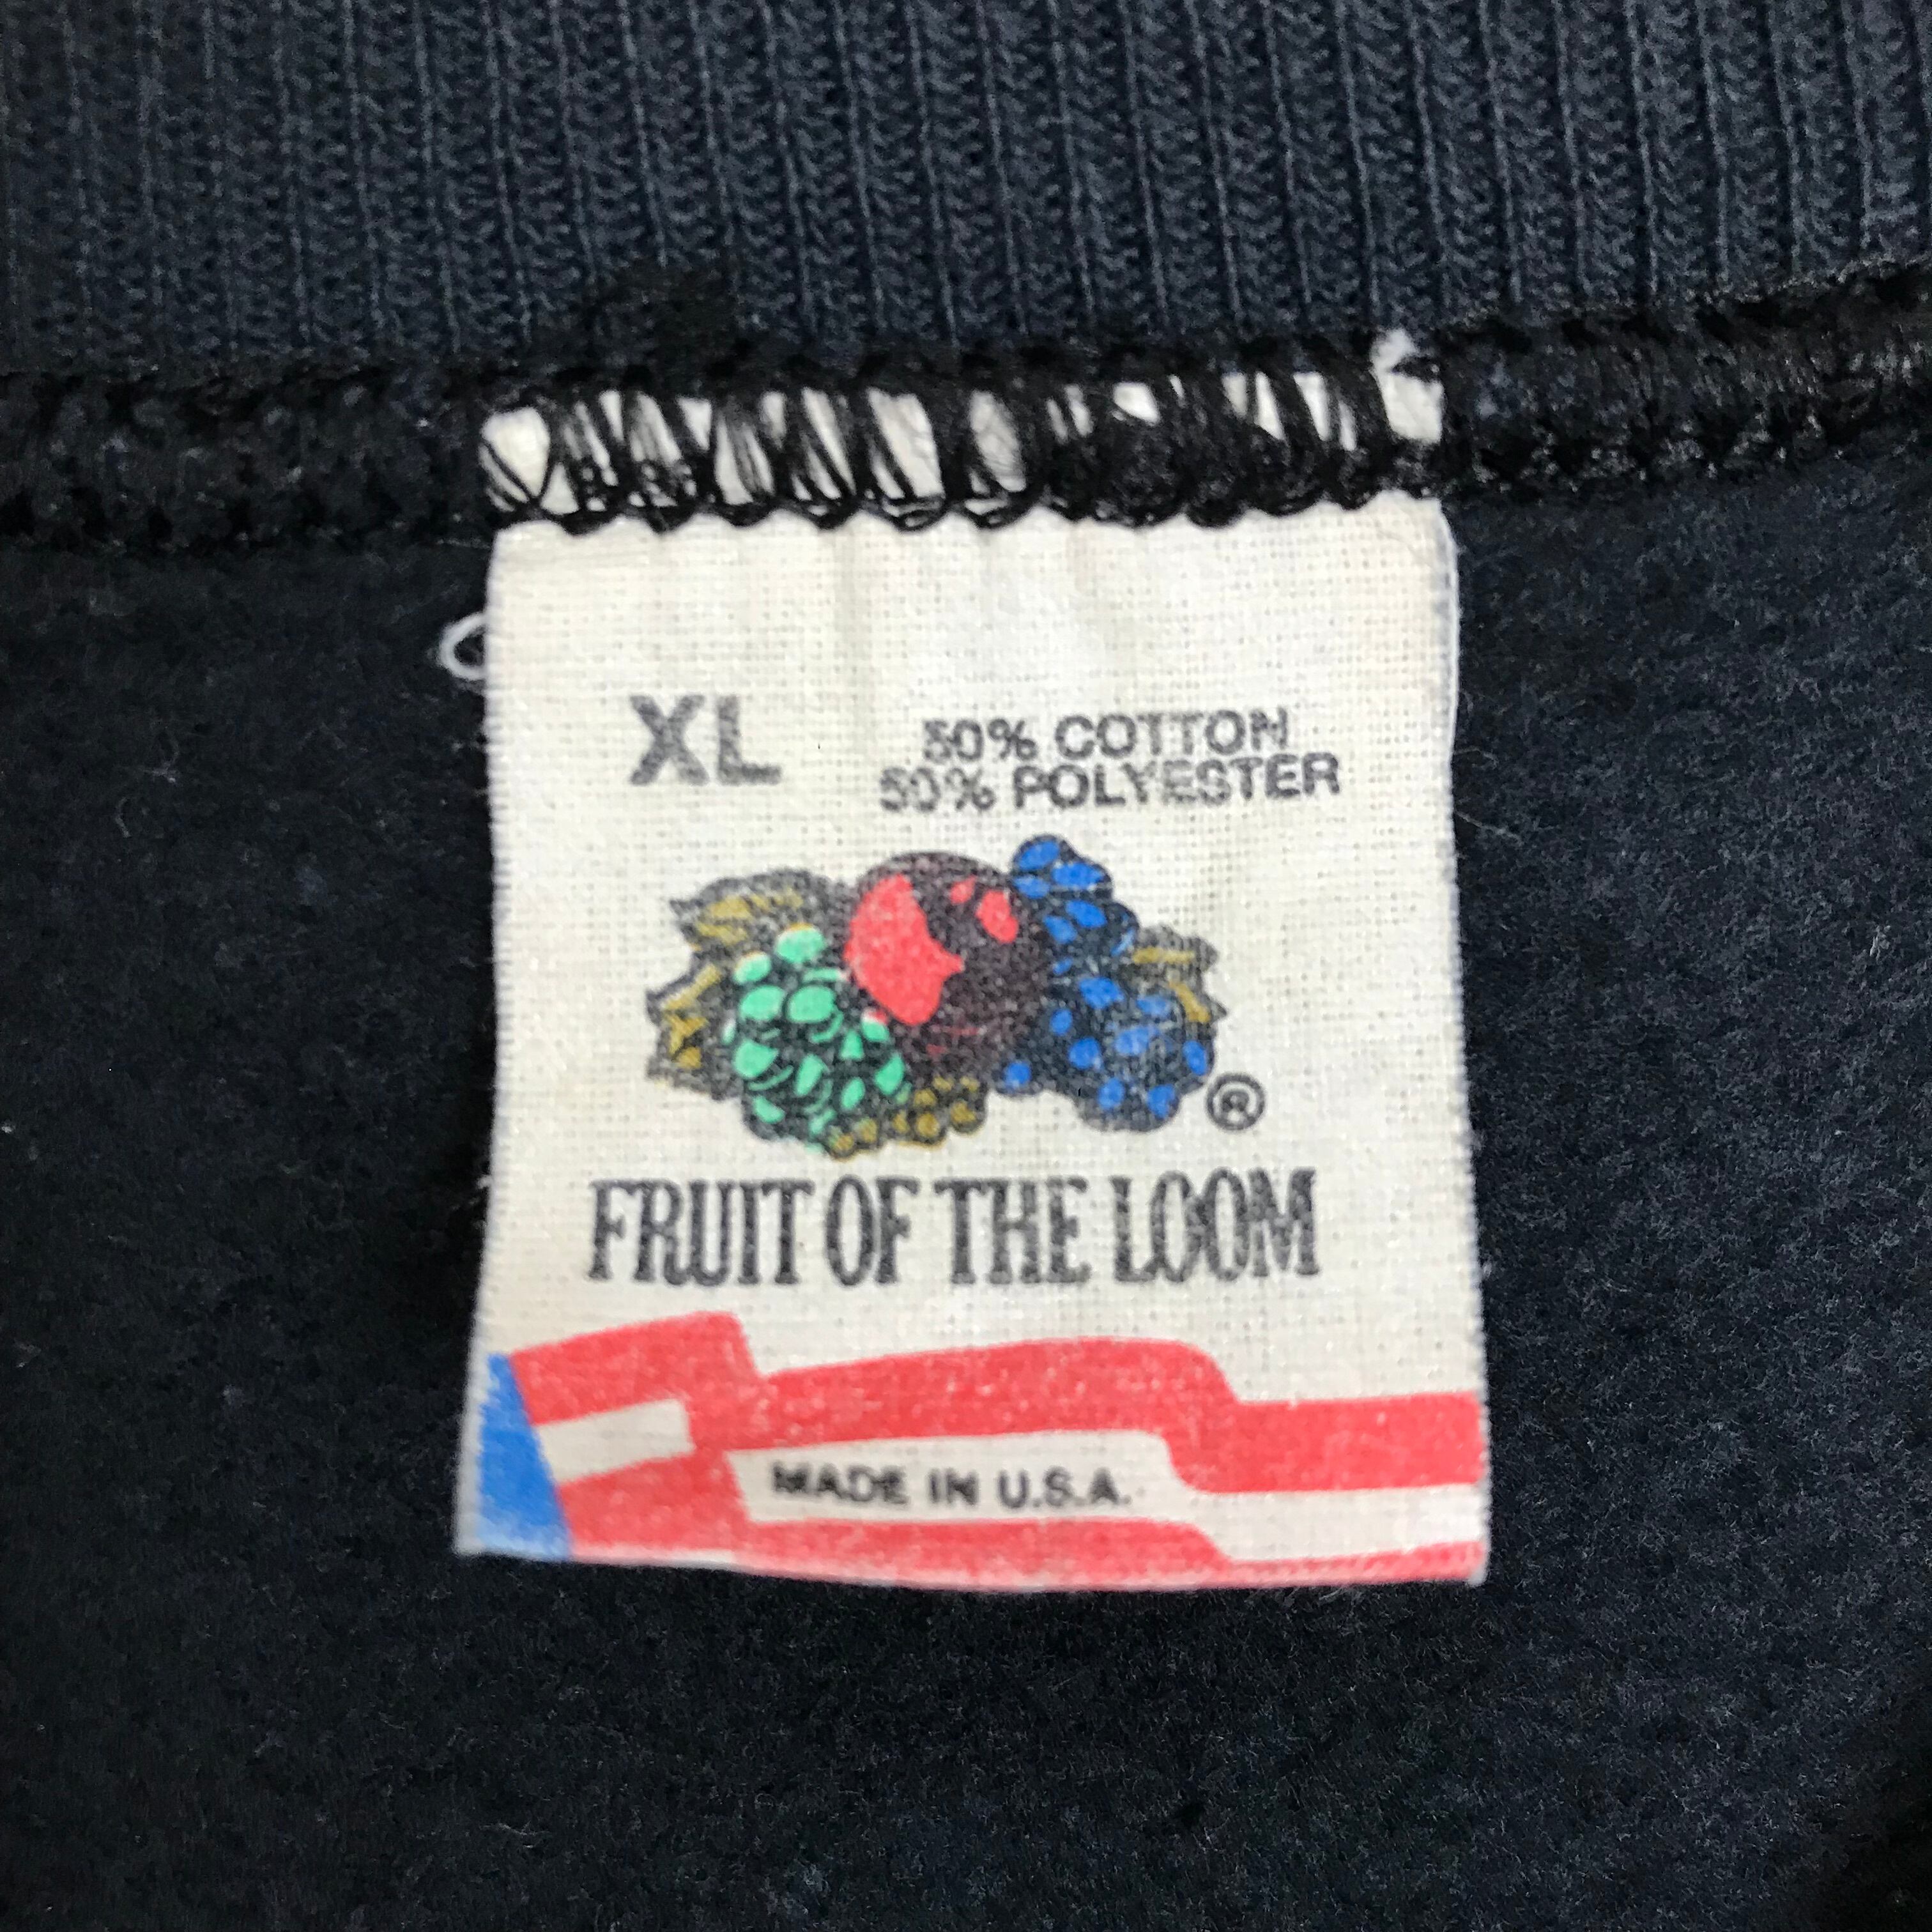 XL
50% COTTON
50% POLYESTER
®
FRUIT OF THE LOOM
MADE IN U.S.A.